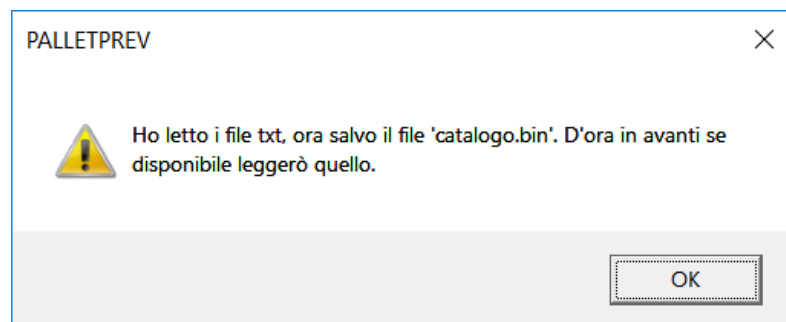 PALLETPREV
Ho letto i file txt, ora salvo il file 'catalogo.bin'. D'ora in avanti se
disponibile leggerò quello.
OK